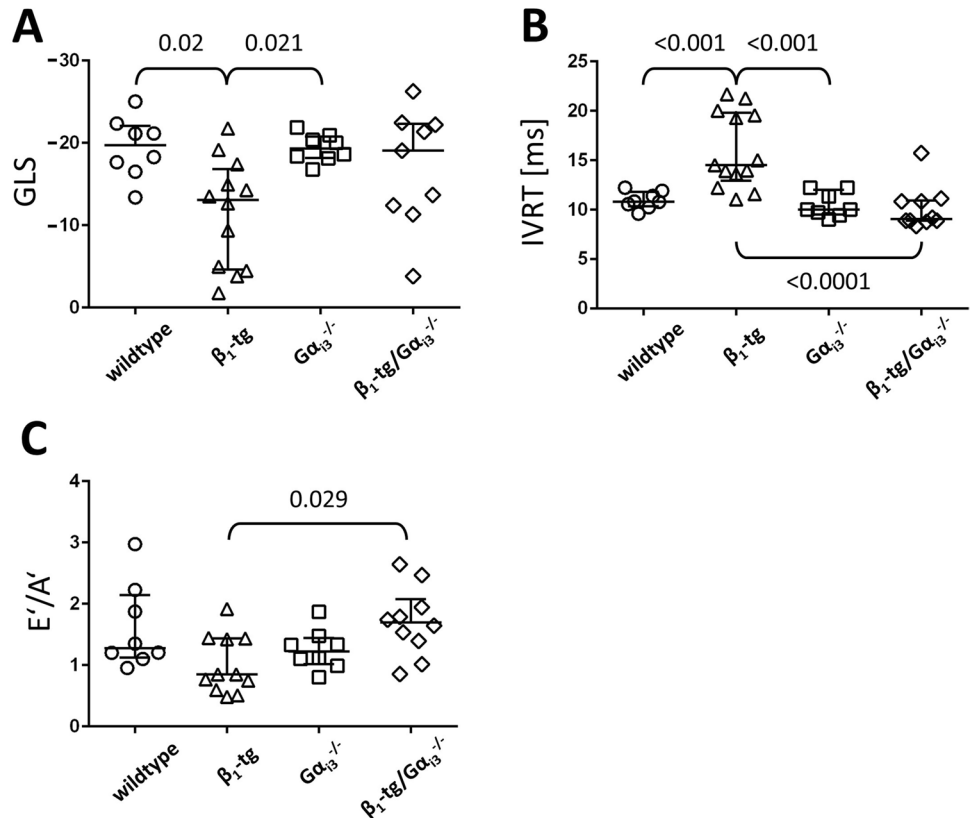 A
0.02 0.021
GLS
−30
−20
−10
0
wildtype
β1-tg
Gαi3-/-
β1-tg/Gαi3-/-
B
<0.001 <0.001
IVRT [ms]
25
20
15
10
5
0
<0.0001
wildtype
β1-tg
Gαi3-/-
β1-tg/Gαi3-/-
C
0.029
E‘/A‘
4
3
2
1
0
wildtype
β1-tg
Gαi3-/-
β1-tg/Gαi3-/-